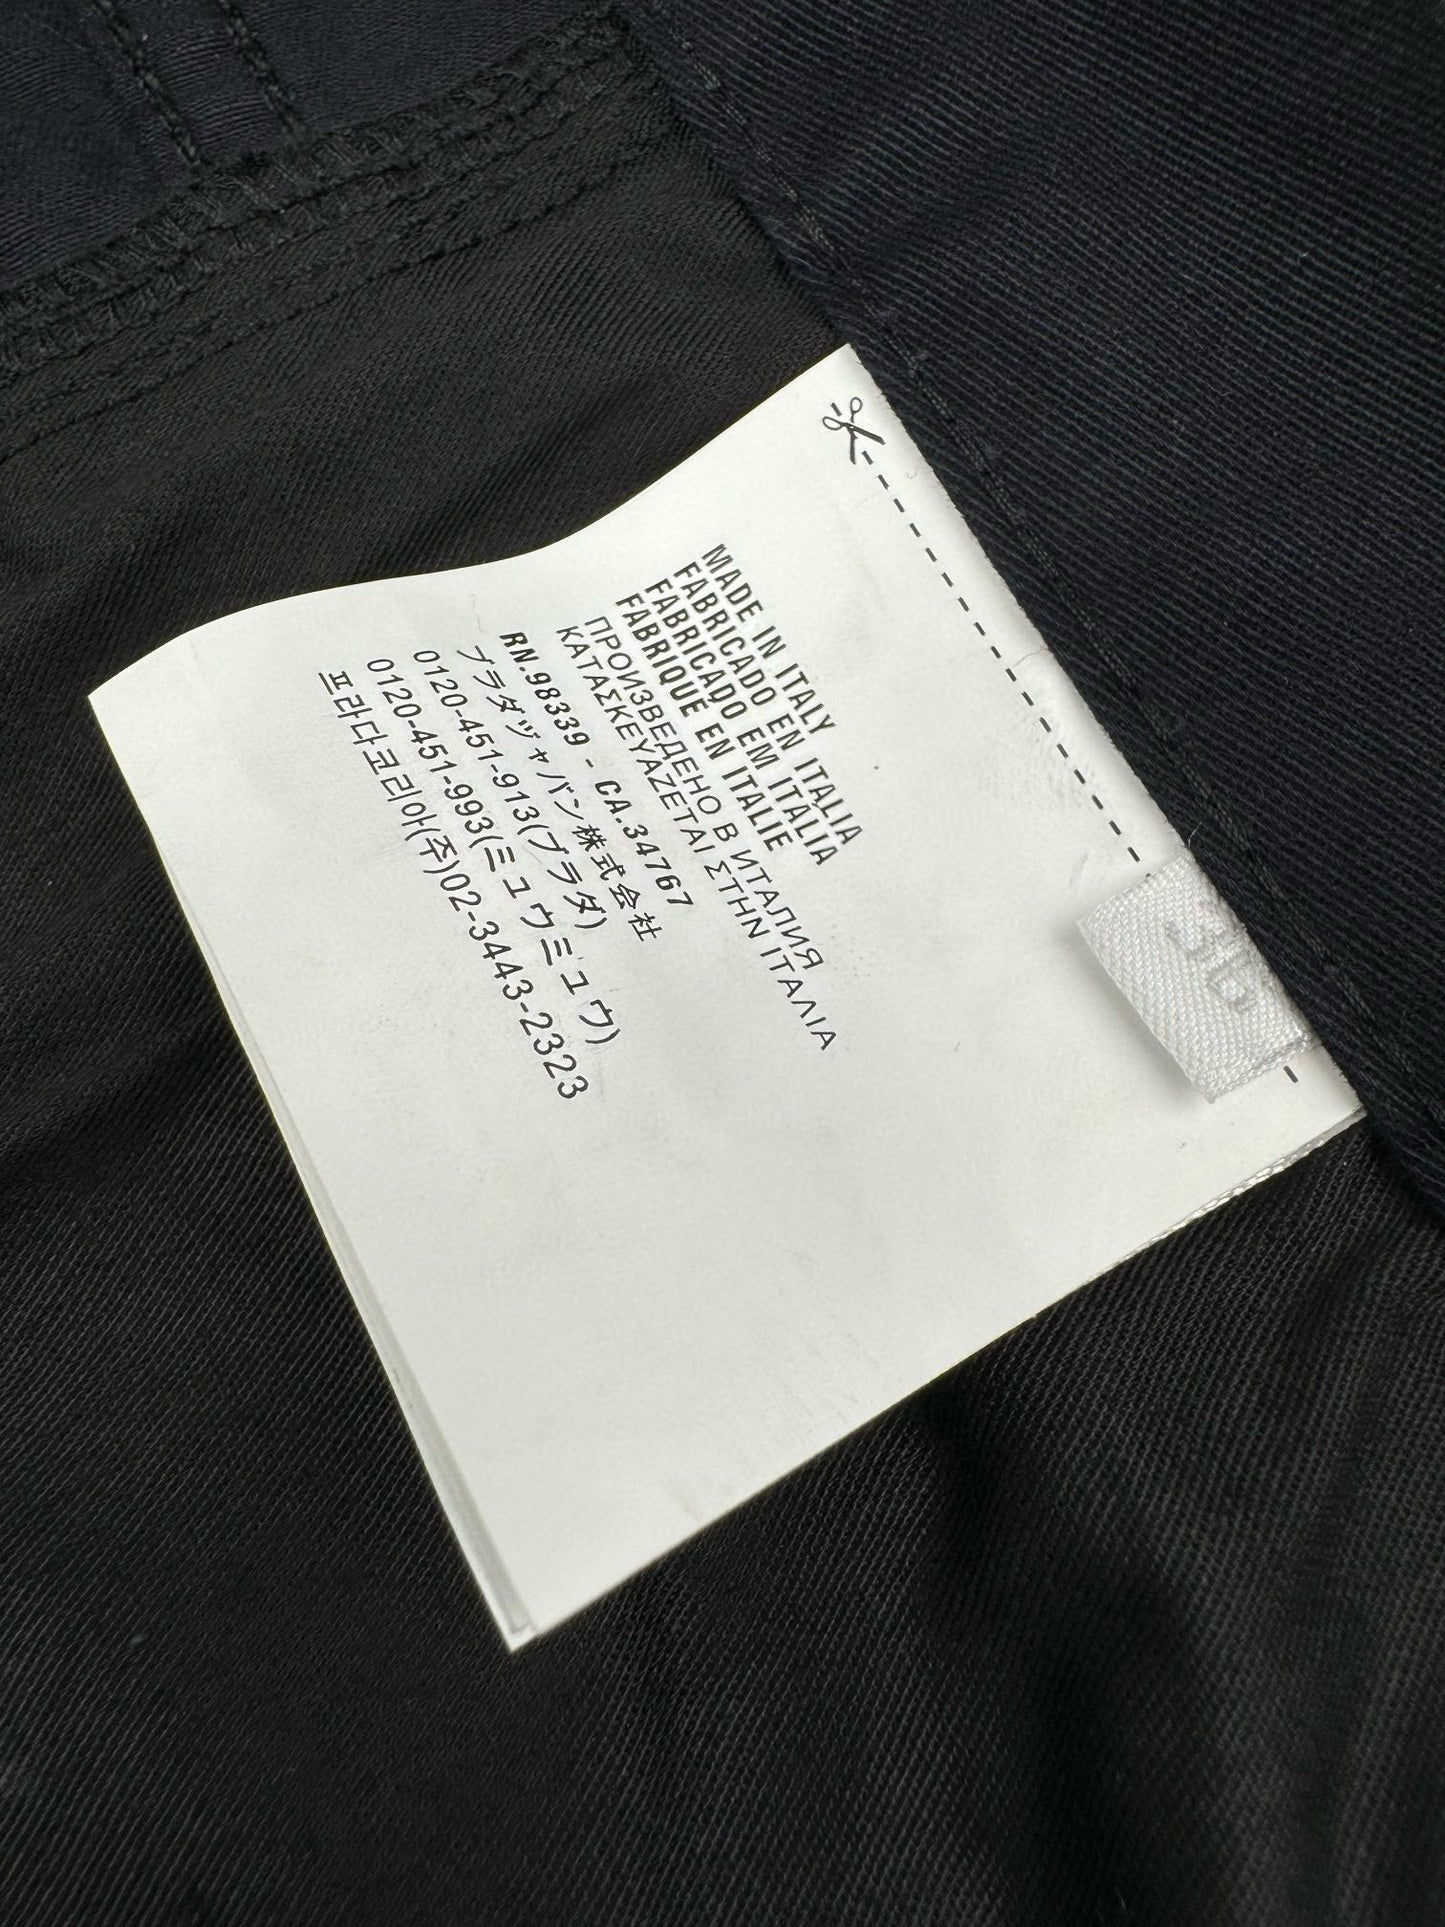 MADE IN ITALY
FABRICADO EN ITALIA
FABRICADO EM ITALIA
FABRIQUÉ EN ITALIE
ПРОИЗВЕДЕНО В ИТАЛИЯ
ΚΑΤΑΣΚΕΥΑΖΕΤΑΙ ΣΤΗΝ ΙΤΑΛΙΑ
RN.98339 - CA.34767
プラダジャパン株式会社
0120-451-913(プラダ)
0120-451-993(ミュウミュウ)
프라다코리아(주)02-3443-2323